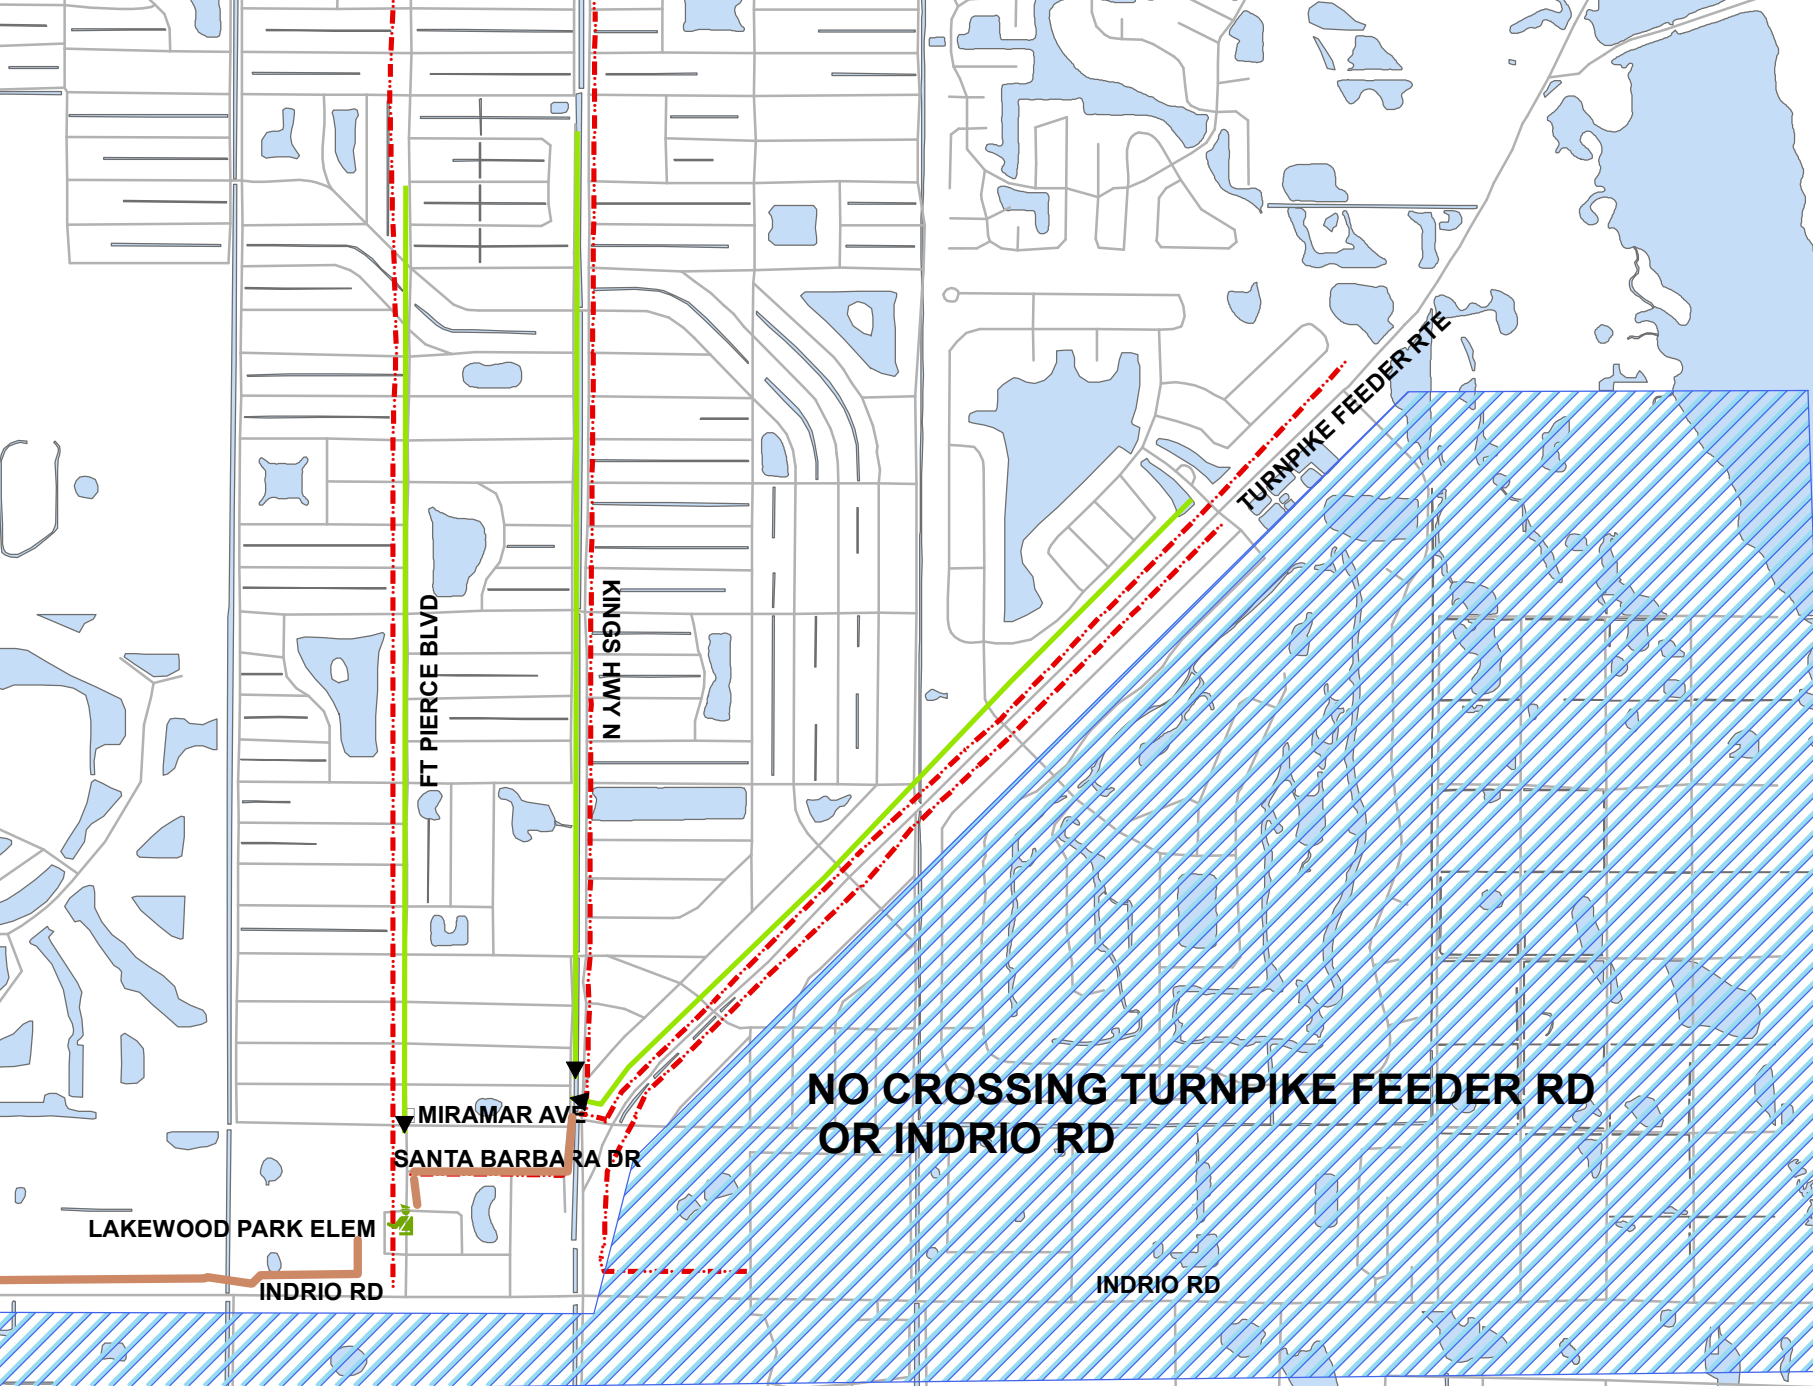 TURNPIKE FEEDER RTE
KINGS HWY N
FT PIERCE BLVD
NO CROSSING TURNPIKE FEEDER RD
OR INDRIO RD
MIRAMAR AVE
SANTA BARBARA DR
LAKEWOOD PARK ELEM
INDRIO RD
INDRIO RD